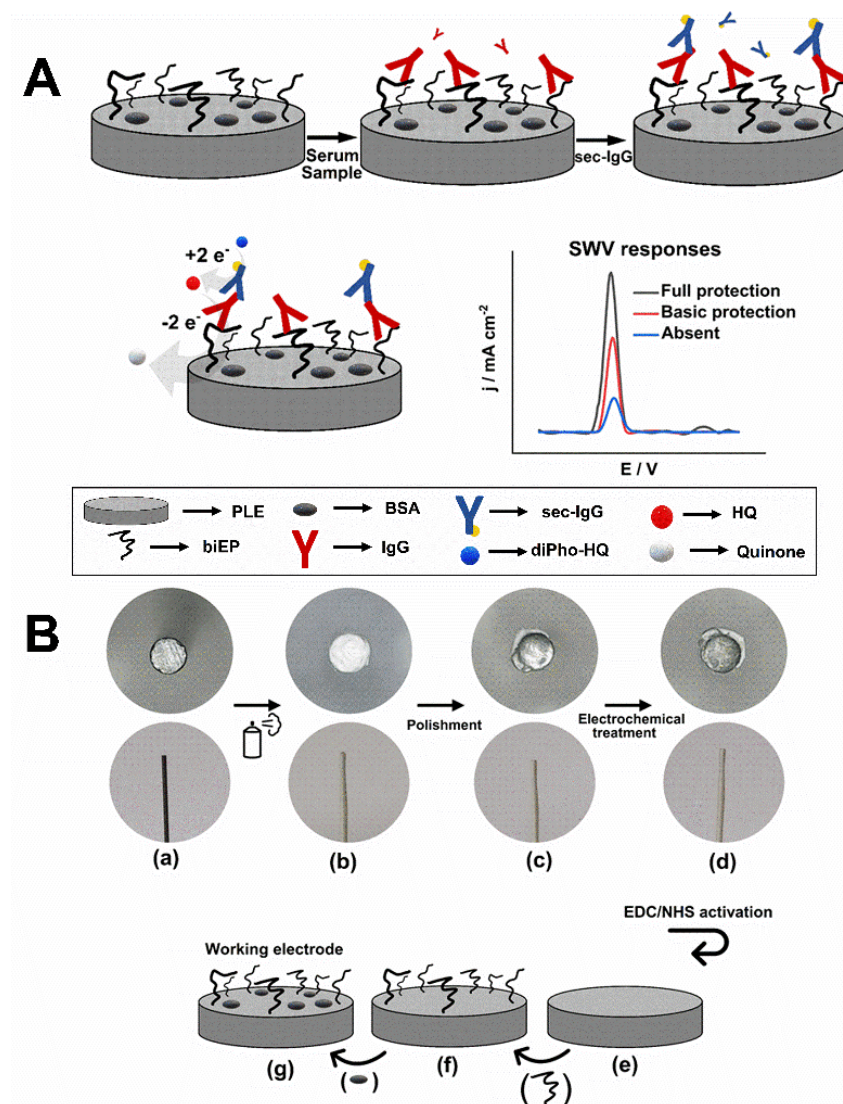 A
Serum
Sample
sec-IgG
+2 e-
-2 e-
SWV responses
Full protection
Basic protection
Absent
j / mA cm-2
E / V
PLE
BSA
sec-IgG
HQ
biEP
IgG
diPho-HQ
Quinone
B
Polishment
Electrochemical
treatment
(a)
(b)
(c)
(d)
EDC/NHS activation
Working electrode
(g)
(f)
(e)